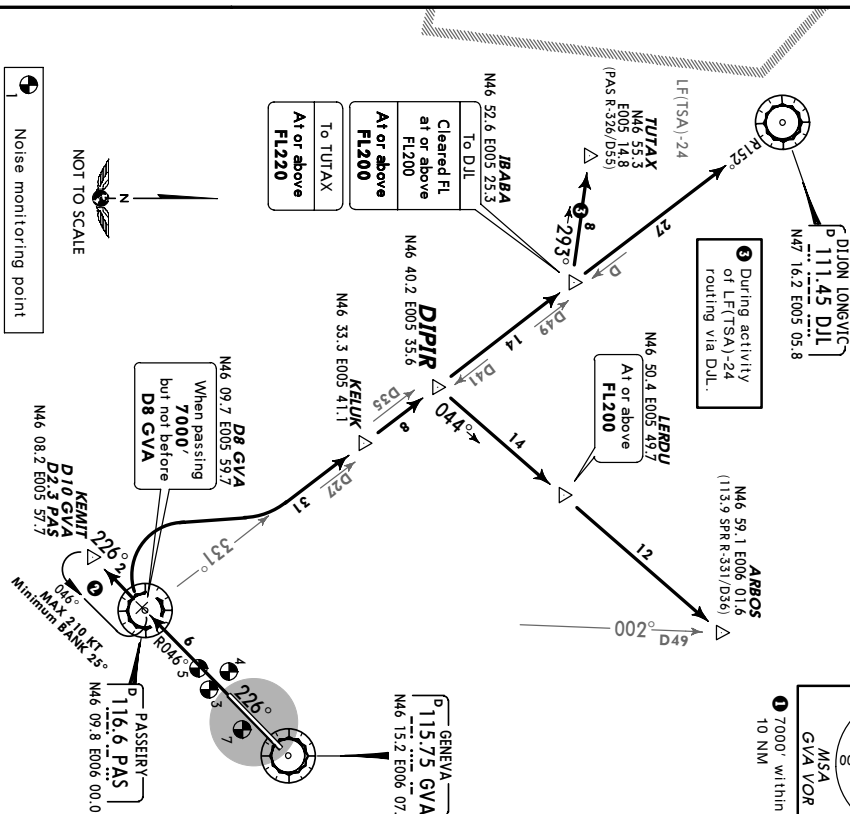 DIJON LONGVIC
D 111.45 DJL
N47 16.2 E005 05.8
R152°
LF(TSA)-24
TUTAX
N46 55.3
E005 14.8
(PAS R-326/D55)
3 During activity
of LF(TSA)-24
routing via DJL.
27
8
3
293°
D
IBABA
N46 52.6 E005 25.3
To DJL
Cleared FL
at or above
FL200
At or above
FL200
To TUTAX
At or above
FL220
D49
14
D41
DIPIR
N46 40.2 E005 35.6
044°
14
LERDU
N46 50.4 E005 49.7
At or above
FL200
12
ARBOS
N46 59.1 E006 01.6
(113.9 SPR R-331/D36)
002°
D49
8
D35
KELUK
N46 33.3 E005 41.1
D27
31
331°
D8 GVA
N46 09.7 E005 59.7
When passing
7000'
but not before
D8 GVA
KEMIT
D10 GVA
D2.3 PAS
N46 08.2 E005 57.7
226°
2
2
046°
MAX 210 KT
Minimum BANK 25°
PASSEIRY
D 116.6 PAS
N46 09.8 E006 00.0
6
R046°
5
4
3
7
226°
GENEVA
D 115.75 GVA
N46 15.2 E006 07.
MSA
GVA VOR
1 7000' within
10 NM
N
NOT TO SCALE
1
Noise monitoring point